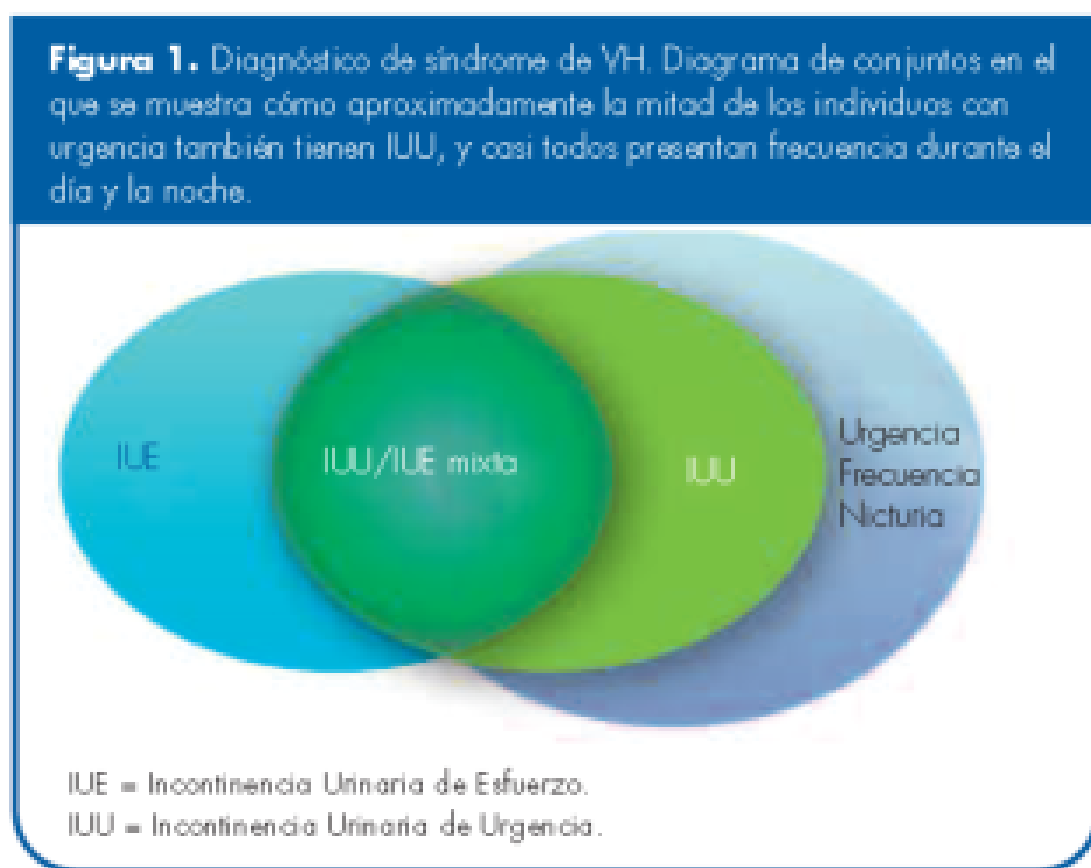 Figura 1. Diagnóstico de síndrome de VH. Diagrama de conjuntos en el
que se muestra cómo aproximadamente la mitad de los individuos con
urgencia también tienen IUU, y casi todos presentan frecuencia durante el
día y la noche.
IUE
IUU/IUE mixta
IUU
Urgencia
Frecuencia
Nicturia
IUE = Incontinencia Urinaria de Esfuerzo.
IUU = Incontinencia Urinaria de Urgencia.